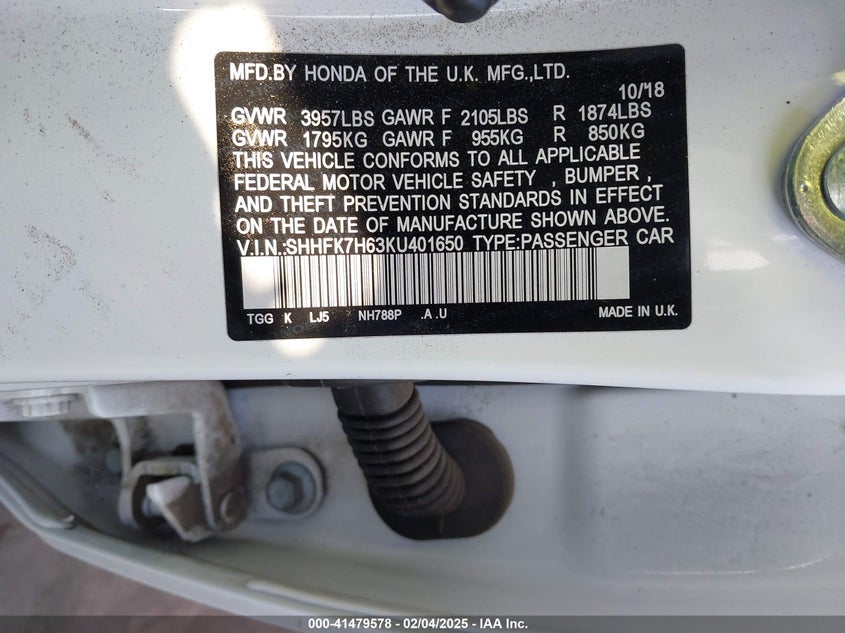 MFD.BY HONDA OF THE U.K. MFG.,LTD.
10/'18
GVWR 3957LBS GAWR F 2105LBS R 1874LBS
GVWR 1795KG GAWR F 955KG R 850KG
THIS VEHICLE CONFORMS TO ALL APPLICABLE
FEDERAL MOTOR VEHICLE SAFETY , BUMPER ,
AND THEFT PREVENTION STANDARDS IN EFFECT
ON THE DATE OF MANUFACTURE SHOWN ABOVE.
V.I.N.:SHHFK7H63KU401650 TYPE:PASSENGER CAR
TGG K LJ5 NH788P .A .U MADE IN U.K.
000-41479578 - 02/04/2025 - IAA Inc.